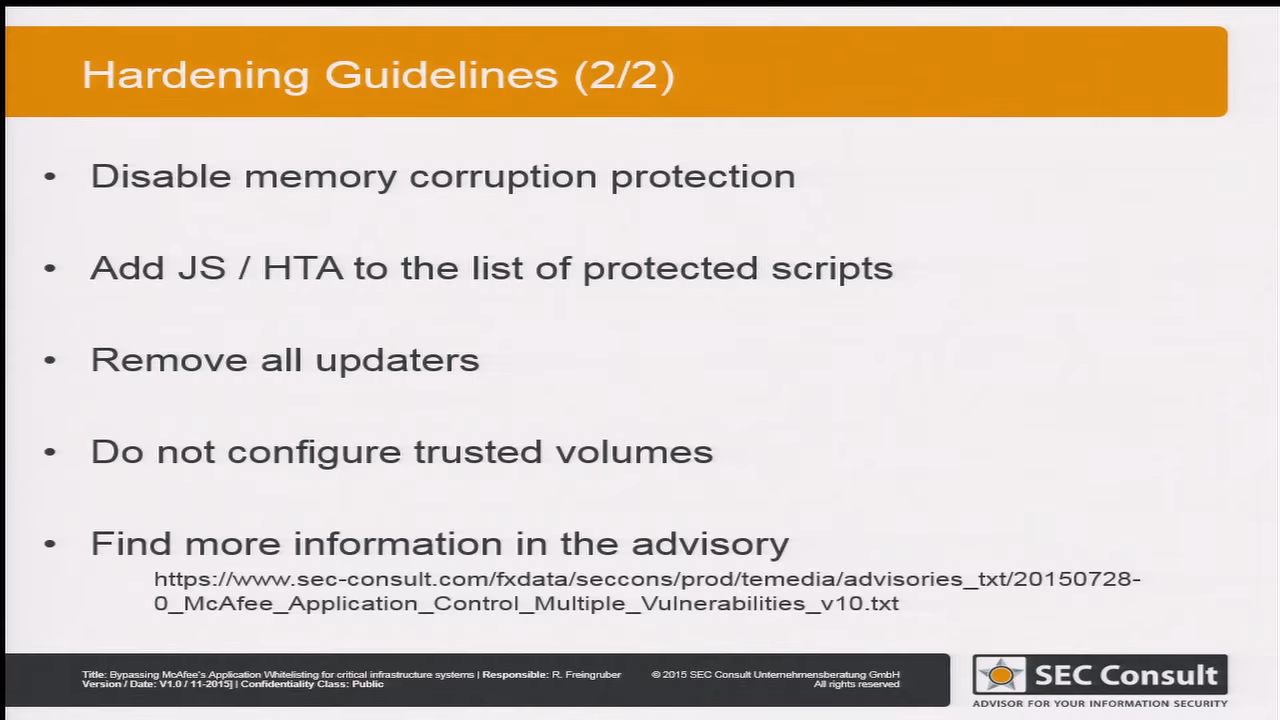 Hardening Guidelines (2/2)
• Disable memory corruption protection
• Add JS / HTA to the list of protected scripts
• Remove all updaters
• Do not configure trusted volumes
• Find more information in the advisory
https://www.sec-consult.com/fxdata/seccons/prod/temedia/advisories_txt/20150728-
0_McAfee_Application_Control_Multiple_Vulnerabilities_v10.txt
Title: Bypassing McAfee's Application Whitelisting for critical infrastructure systems | Responsible: R. Freingruber
Version / Date: V1.0 / 11-2015] | Confidentiality Class: Public
© 2015 SEC Consult Unternehmensberatung GmbH
All rights reserved
SEC Consult
ADVISOR FOR YOUR INFORMATION SECURITY